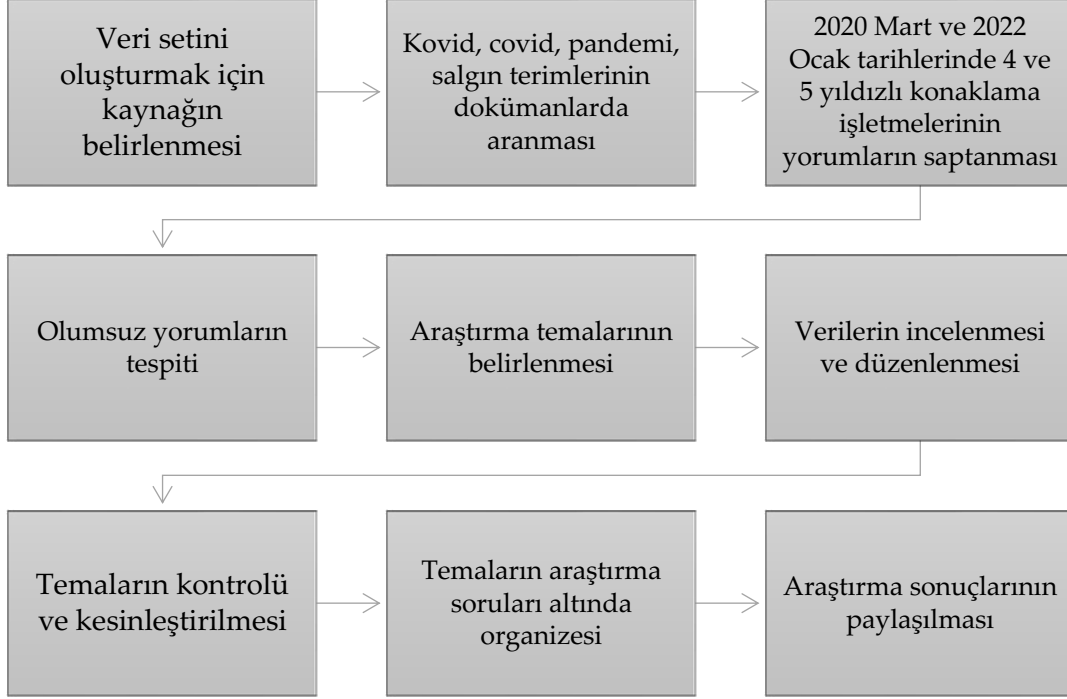 Veri setini
oluşturmak için
kaynağın
belirlenmesi
Kovid, covid, pandemi,
salgın terimlerinin
dokümanlarda
aranması
2020 Mart ve 2022
Ocak tarihlerinde 4 ve
5 yıldızlı konaklama
işletmelerinin
yorumların saptanması
Olumsuz yorumların
tespiti
Araştırma temalarının
belirlenmesi
Verilerin incelenmesi
ve düzenlenmesi
Temaların kontrolü
ve kesinleştirilmesi
Temaların araştırma
soruları altında
organizesi
Araştırma sonuçlarının
paylaşılması